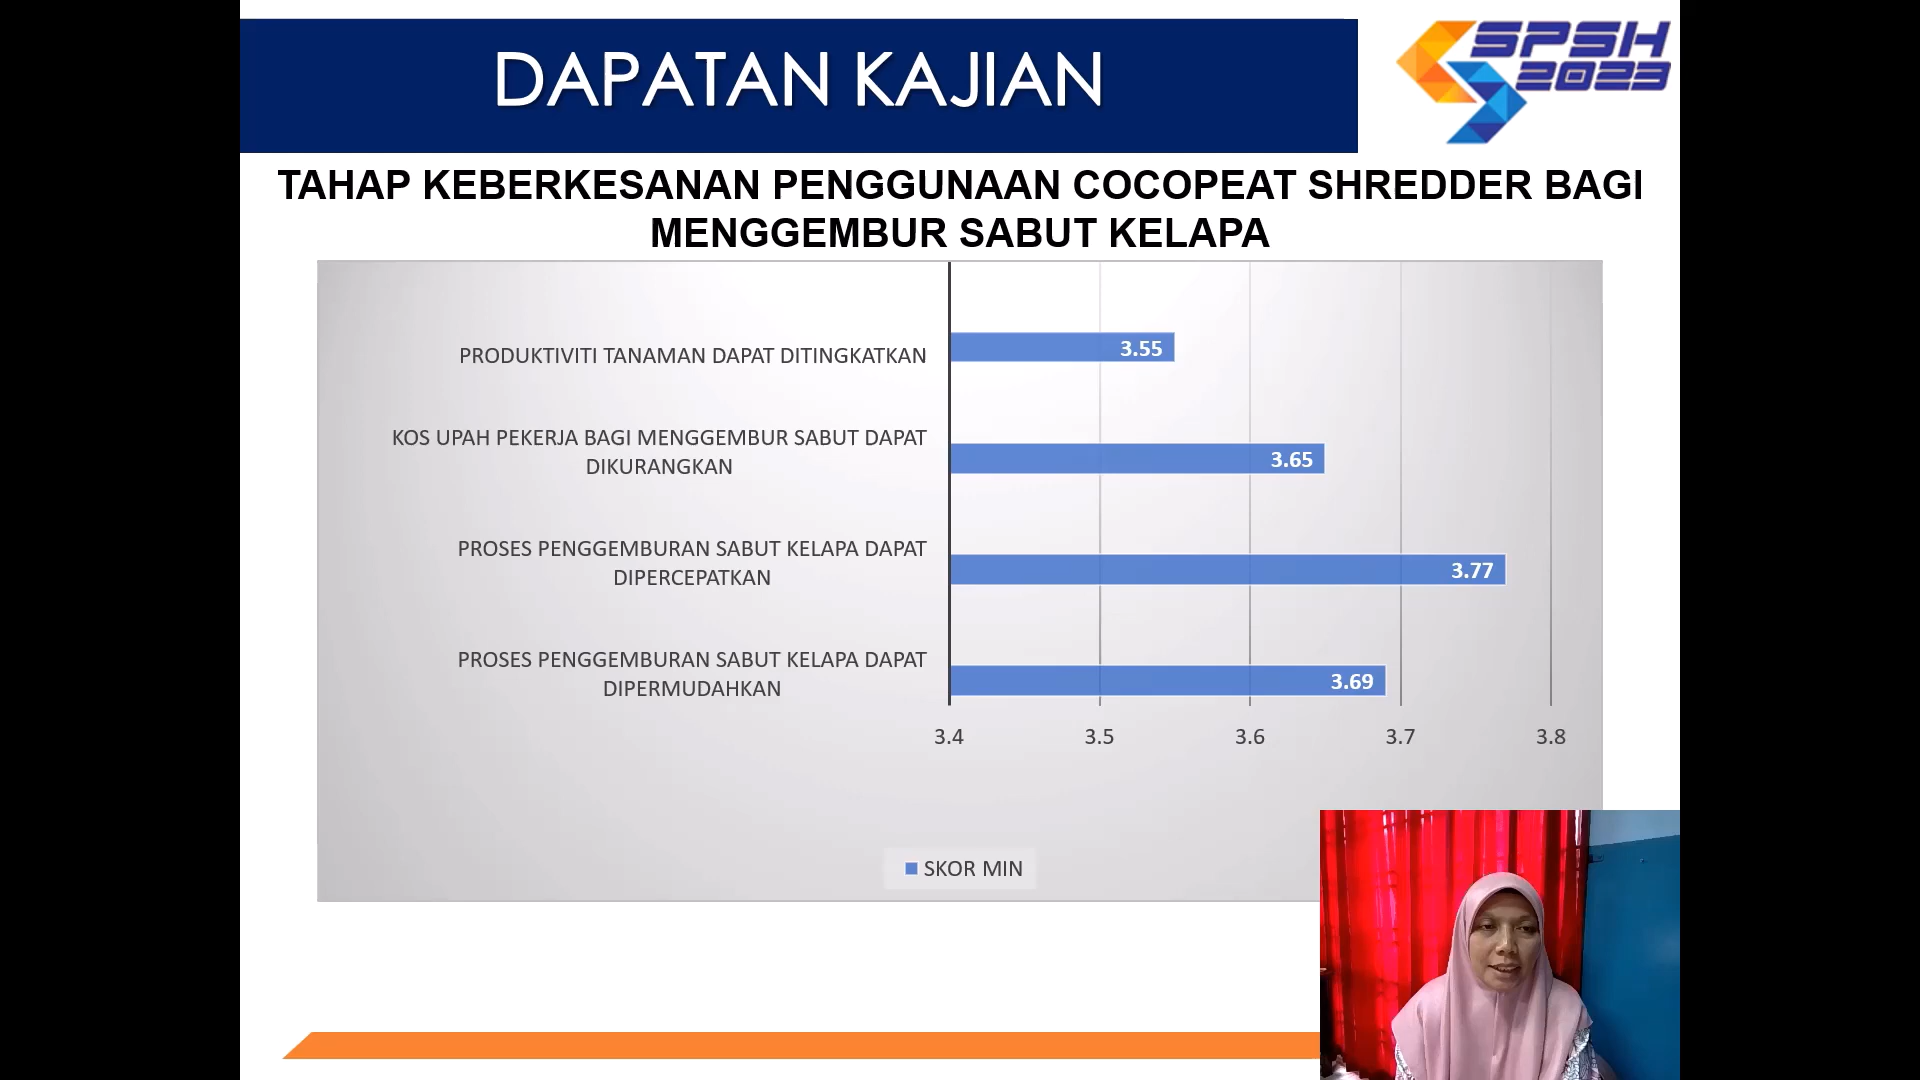 DAPATAN KAJIAN
SPSH
2023
TAHAP KEBERKESANAN PENGGUNAAN COCOPEAT SHREDDER BAGI
MENGGEMBUR SABUT KELAPA
PRODUKTIVITI TANAMAN DAPAT DITINGKATKAN
3.55
KOS UPAH PEKERJA BAGI MENGGEMBUR SABUT DAPAT
DIKURANGKAN
3.65
PROSES PENGGEMBURAN SABUT KELAPA DAPAT
DIPERCEPATKAN
3.77
PROSES PENGGEMBURAN SABUT KELAPA DAPAT
DIPERMUDAHKAN
3.69
3.4 3.5 3.6 3.7 3.8
SKOR MIN